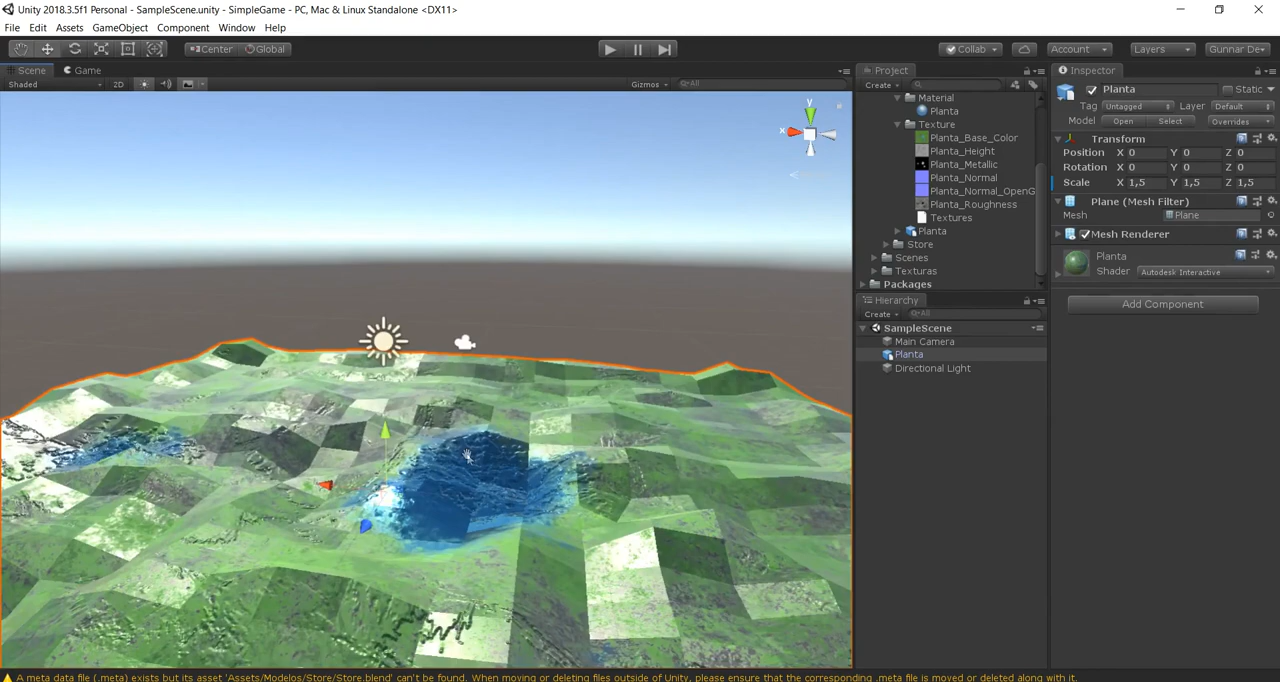 Unity 2018.3.5f1 Personal - SampleScene.unity - SimpleGame - PC, Mac & Linux Standalone <DX11>
File Edit Assets GameObject Component Window Help
Center Global Collab Account Layers Gunnar De
Scene Game
Shaded 2D Gizmos All
y
x
Project
Create
Material
Planta
Texture
Planta_Base_Color
Planta_Height
Planta_Metallic
Planta_Normal
Planta_Normal_OpenG
Planta_Roughness
Textures
Planta
Store
Scenes
Texturas
Packages
Hierarchy
Create All
SampleScene
Main Camera
Planta
Directional Light
Inspector
Planta Static
Tag Untagged Layer Default
Model Open Select Overrides
Transform
Position X 0 Y 0 Z 0
Rotation X 0 Y 0 Z 0
Scale X 1,5 Y 1,5 Z 1,5
Plane (Mesh Filter)
Mesh Plane
Mesh Renderer
Planta
Shader Autodesk Interactive
Add Component
A meta data file (.meta) exists but its asset 'Assets/Modelos/Store/Store.blend' can't be found. When moving or deleting files outside of Unity, please ensure that the corresponding .meta file is moved or deleted along with it.